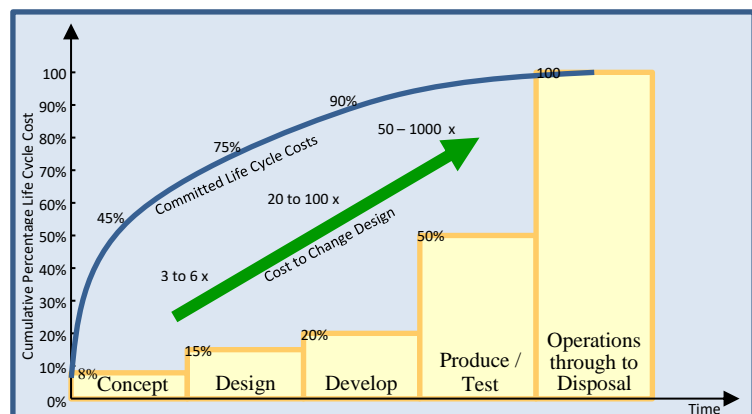 Cumulative Percentage Life Cycle Cost
100
90%
80%
70%
60%
50%
40%
30%
20%
10%
0%
45%
75%
90%
100
Committed Life Cycle Costs
3 to 6 x
20 to 100 x
50 – 1000 x
Cost to Change Design
8%
15%
20%
50%
Concept
Design
Develop
Produce /
Test
Operations
through to
Disposal
Time